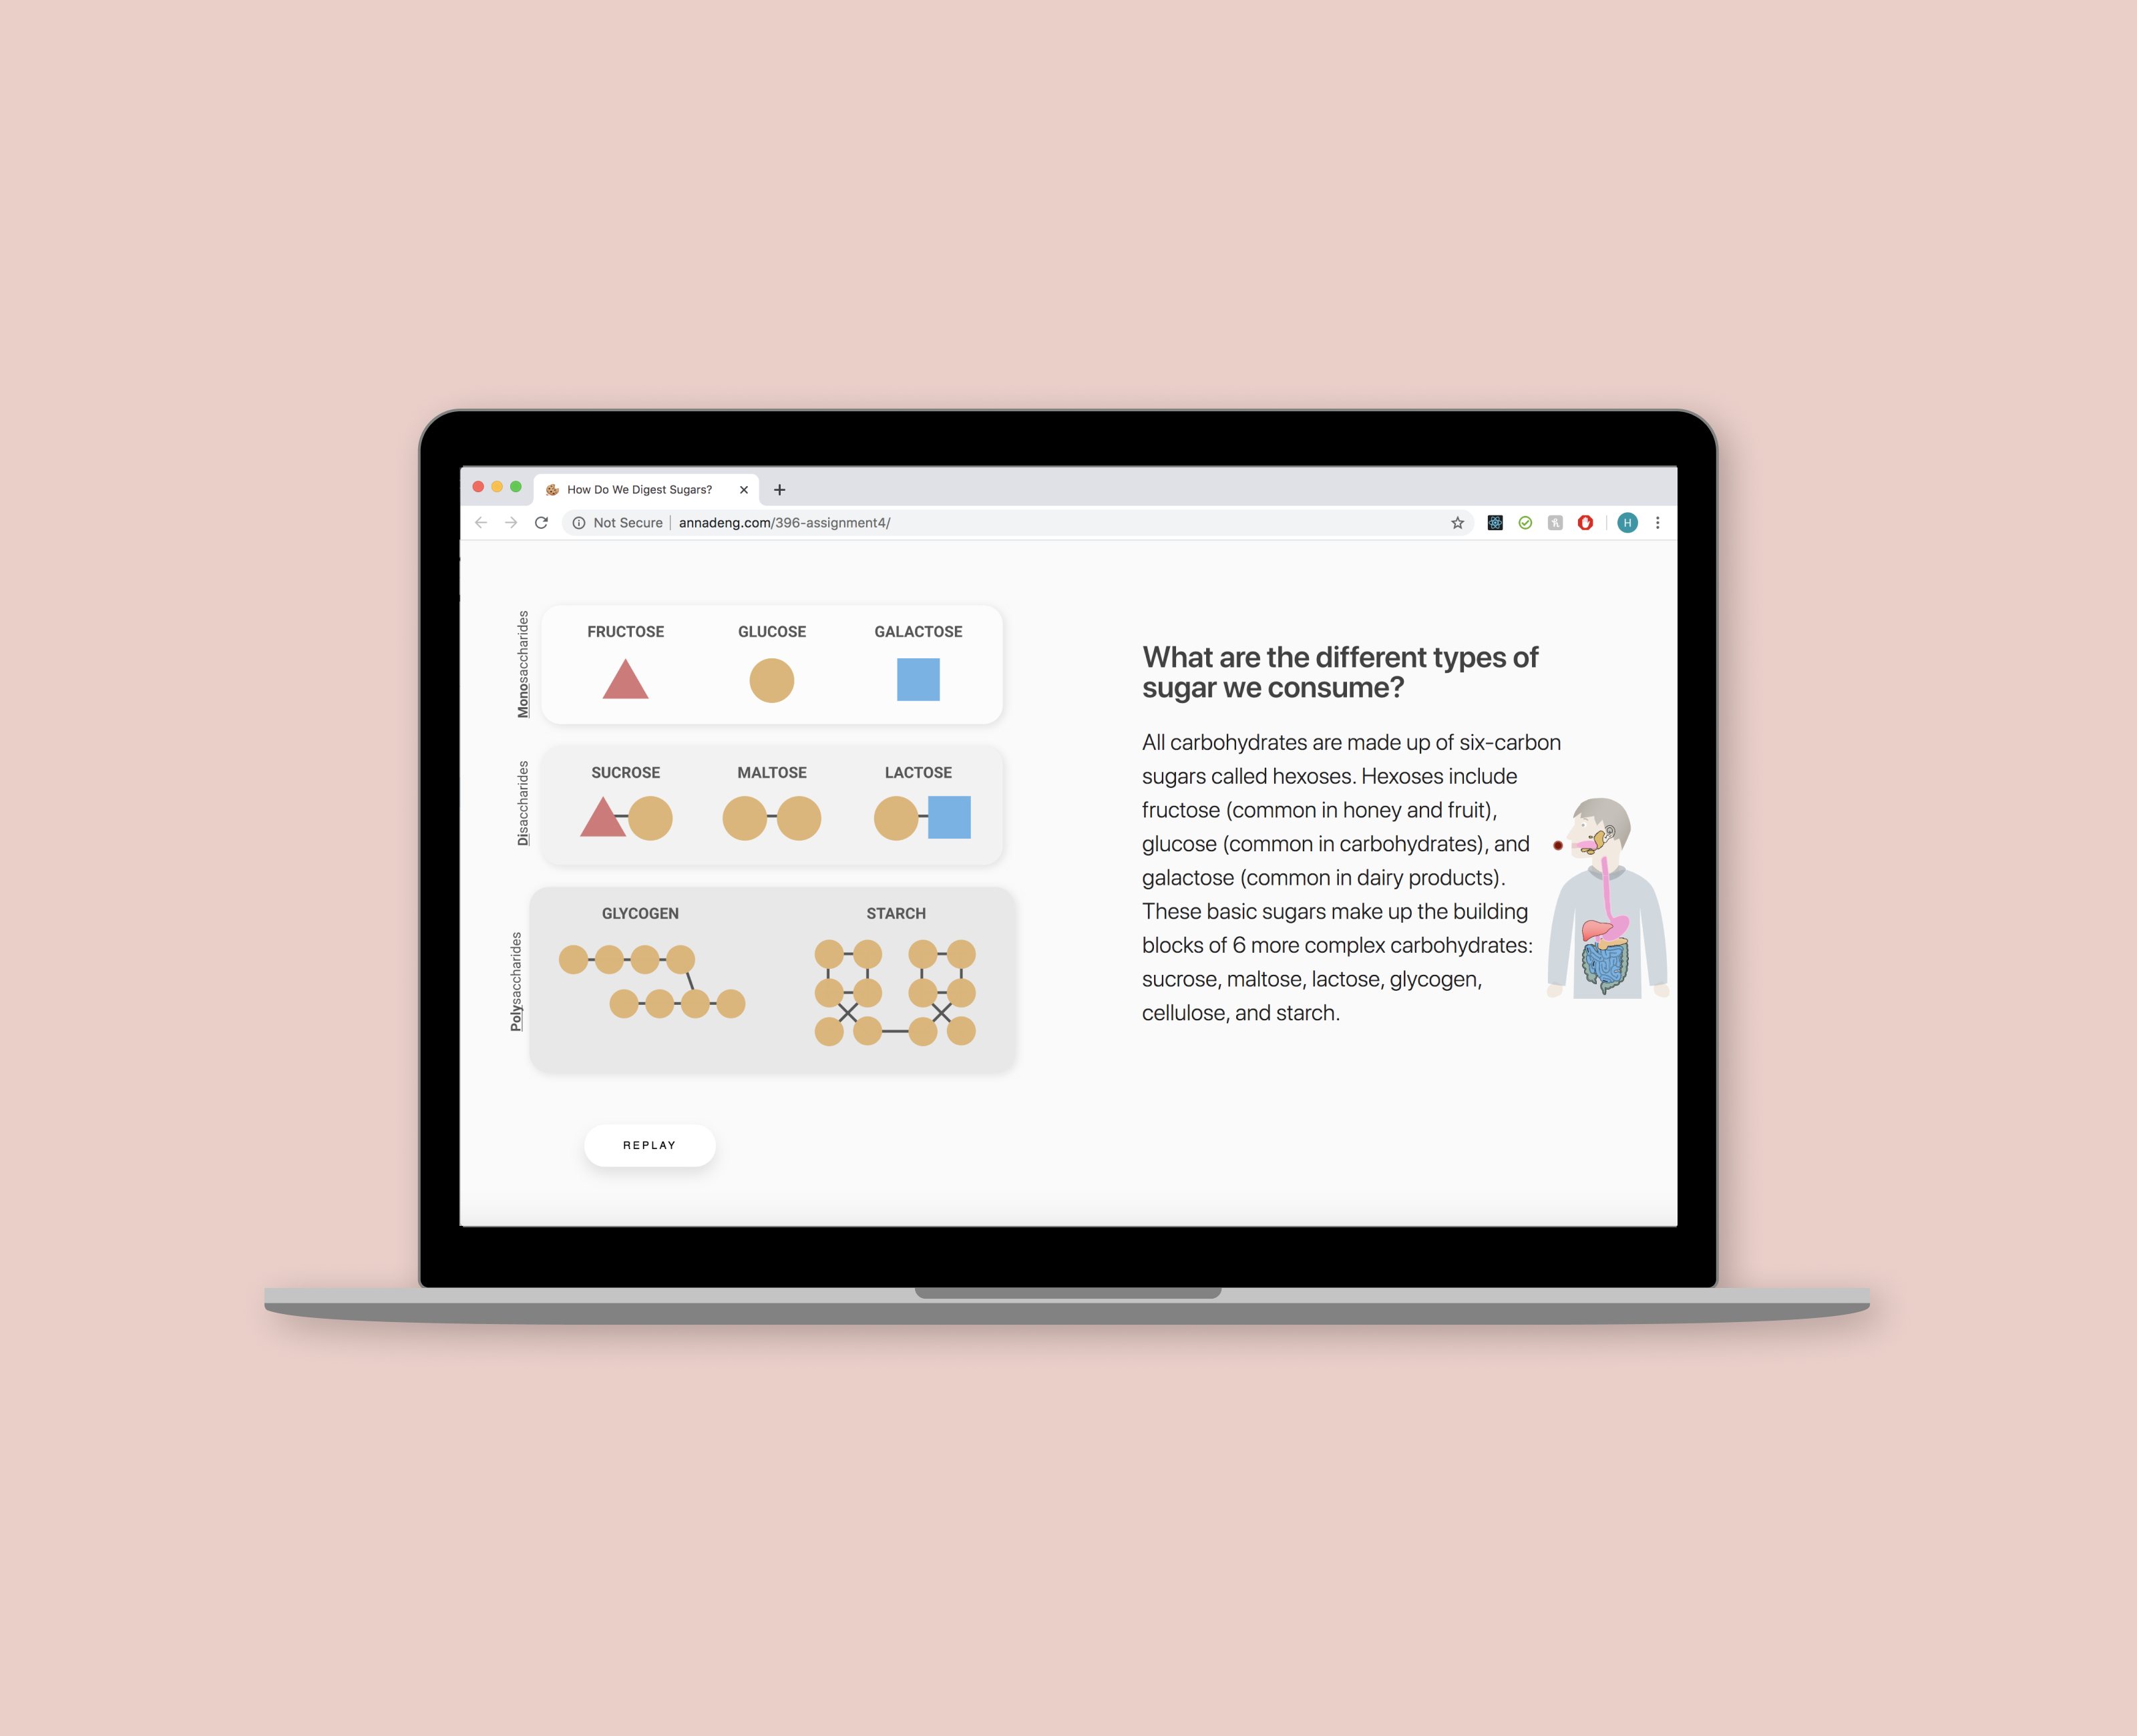 How Do We Digest Sugars?
Not Secure | annadeng.com/396-assignment4/
H
Monosaccharides
FRUCTOSE GLUCOSE GALACTOSE
Disaccharides
SUCROSE MALTOSE LACTOSE
Polysaccharides
GLYCOGEN STARCH
REPLAY
What are the different types of
sugar we consume?
All carbohydrates are made up of six-carbon
sugars called hexoses. Hexoses include
fructose (common in honey and fruit),
glucose (common in carbohydrates), and
galactose (common in dairy products).
These basic sugars make up the building
blocks of 6 more complex carbohydrates:
sucrose, maltose, lactose, glycogen,
cellulose, and starch.